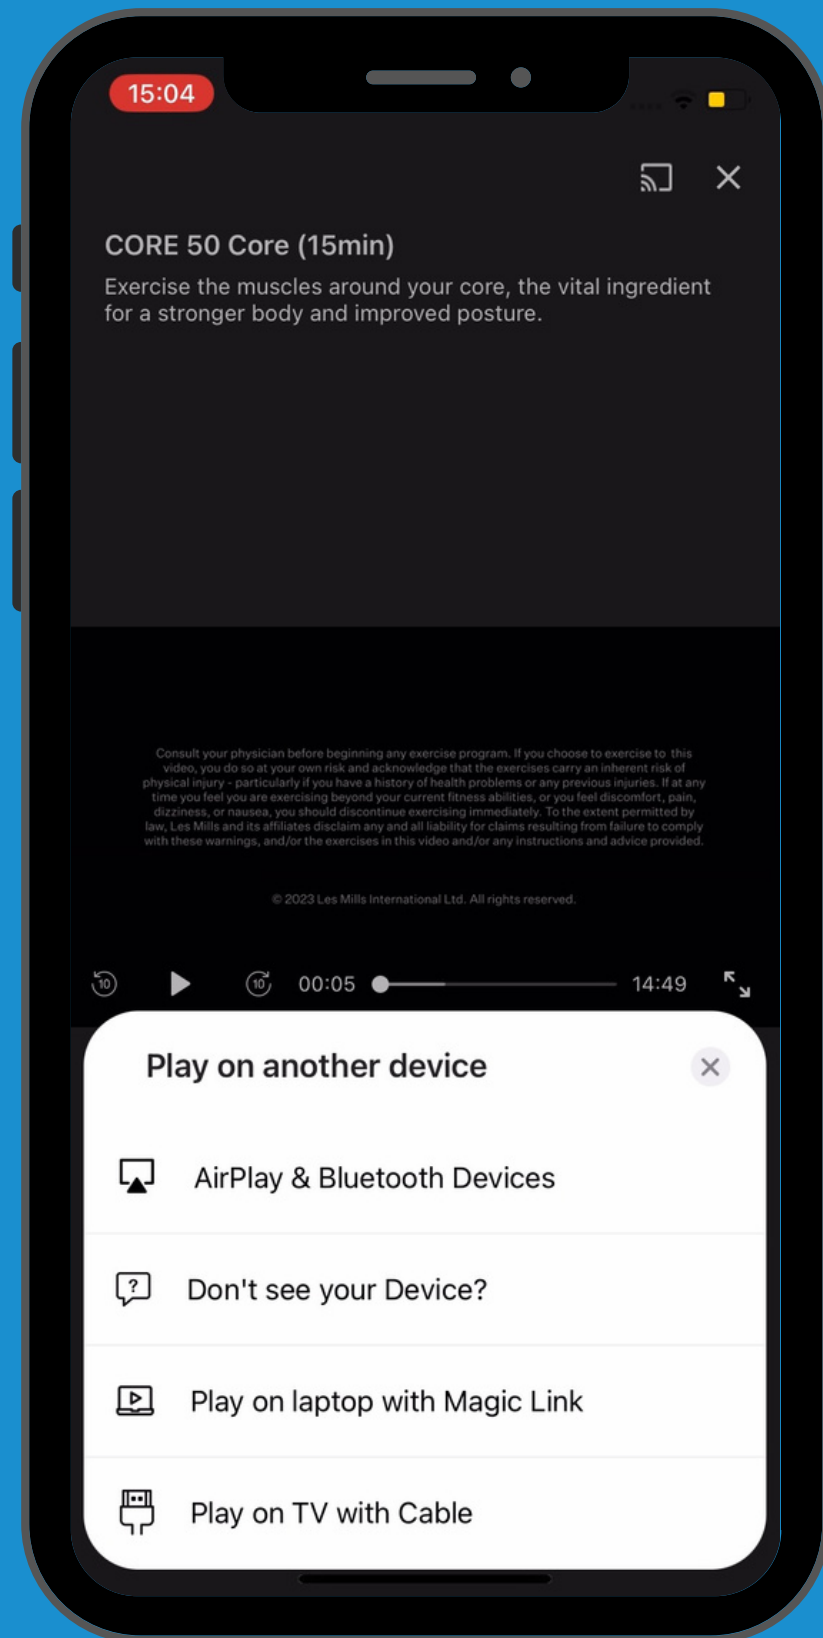 15:04
CORE 50 Core (15min)
Exercise the muscles around your core, the vital ingredient
for a stronger body and improved posture.
Consult your physician before beginning any exercise program. If you choose to exercise to this
video, you do so at your own risk and acknowledge that the exercises carry an inherent risk of
physical injury - particularly if you have a history of health problems or any previous injuries. If at any
time you feel you are exercising beyond your current fitness abilities, or you feel discomfort, pain,
dizziness, or nausea, you should discontinue exercising immediately. To the extent permitted by
law, Les Mills and its affiliates disclaim any and all liability for claims resulting from failure to comply
with these warnings, and/or the exercises in this video and/or any instructions and advice provided.
© 2023 Les Mills International Ltd. All rights reserved.
10 10 00:05 14:49
Play on another device
AirPlay & Bluetooth Devices
? Don't see your Device?
Play on laptop with Magic Link
Play on TV with Cable